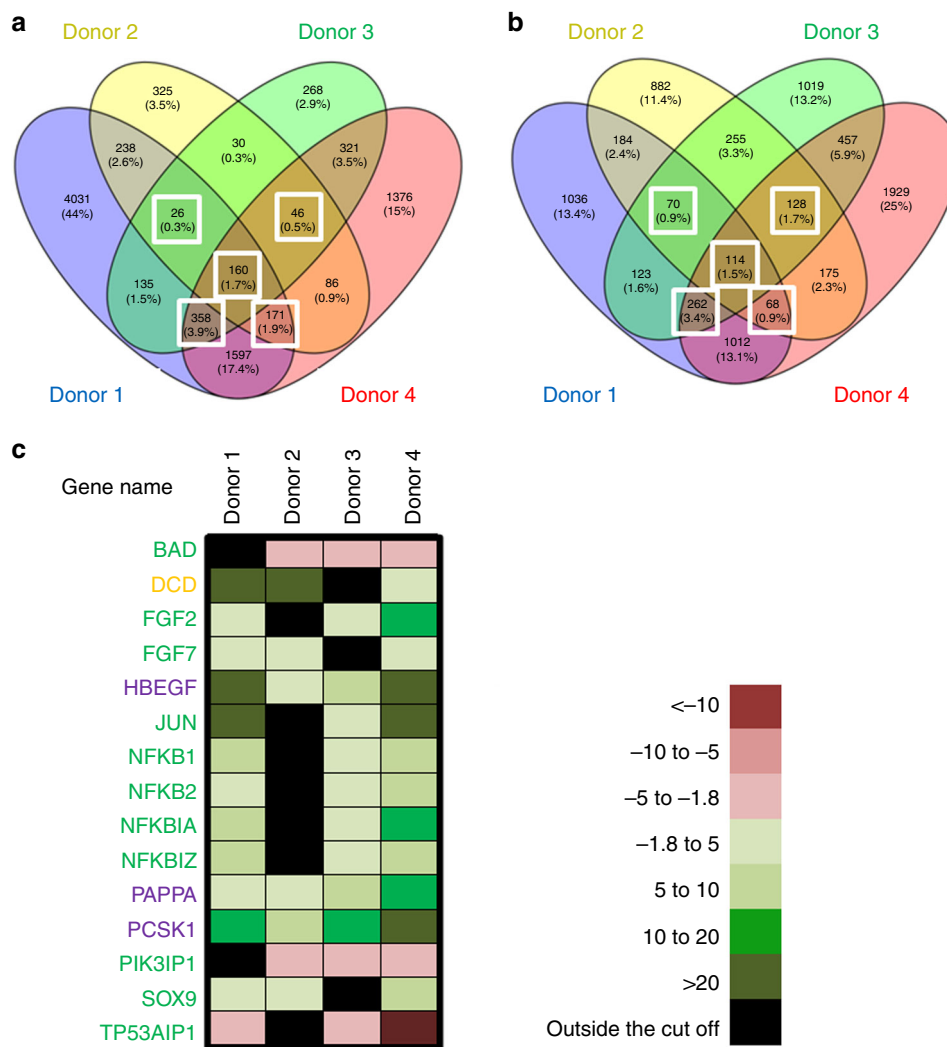 a
Donor 2
Donor 3
325
(3.5%)
268
(2.9%)
238
(2.6%)
30
(0.3%)
321
(3.5%)
4031
(44%)
26
(0.3%)
46
(0.5%)
1376
(15%)
135
(1.5%)
160
(1.7%)
86
(0.9%)
358
(3.9%)
171
(1.9%)
1597
(17.4%)
Donor 1
Donor 4
b
Donor 2
Donor 3
882
(11.4%)
1019
(13.2%)
184
(2.4%)
255
(3.3%)
457
(5.9%)
1036
(13.4%)
70
(0.9%)
128
(1.7%)
1929
(25%)
123
(1.6%)
114
(1.5%)
175
(2.3%)
262
(3.4%)
68
(0.9%)
1012
(13.1%)
Donor 1
Donor 4
c
Gene name
Donor 1
Donor 2
Donor 3
Donor 4
BAD
DCD
FGF2
FGF7
HBEGF
JUN
NFKB1
NFKB2
NFKBIA
NFKBIZ
PAPPA
PCSK1
PIK3IP1
SOX9
TP53AIP1
<–10
–10 to –5
–5 to –1.8
–1.8 to 5
5 to 10
10 to 20
>20
Outside the cut off